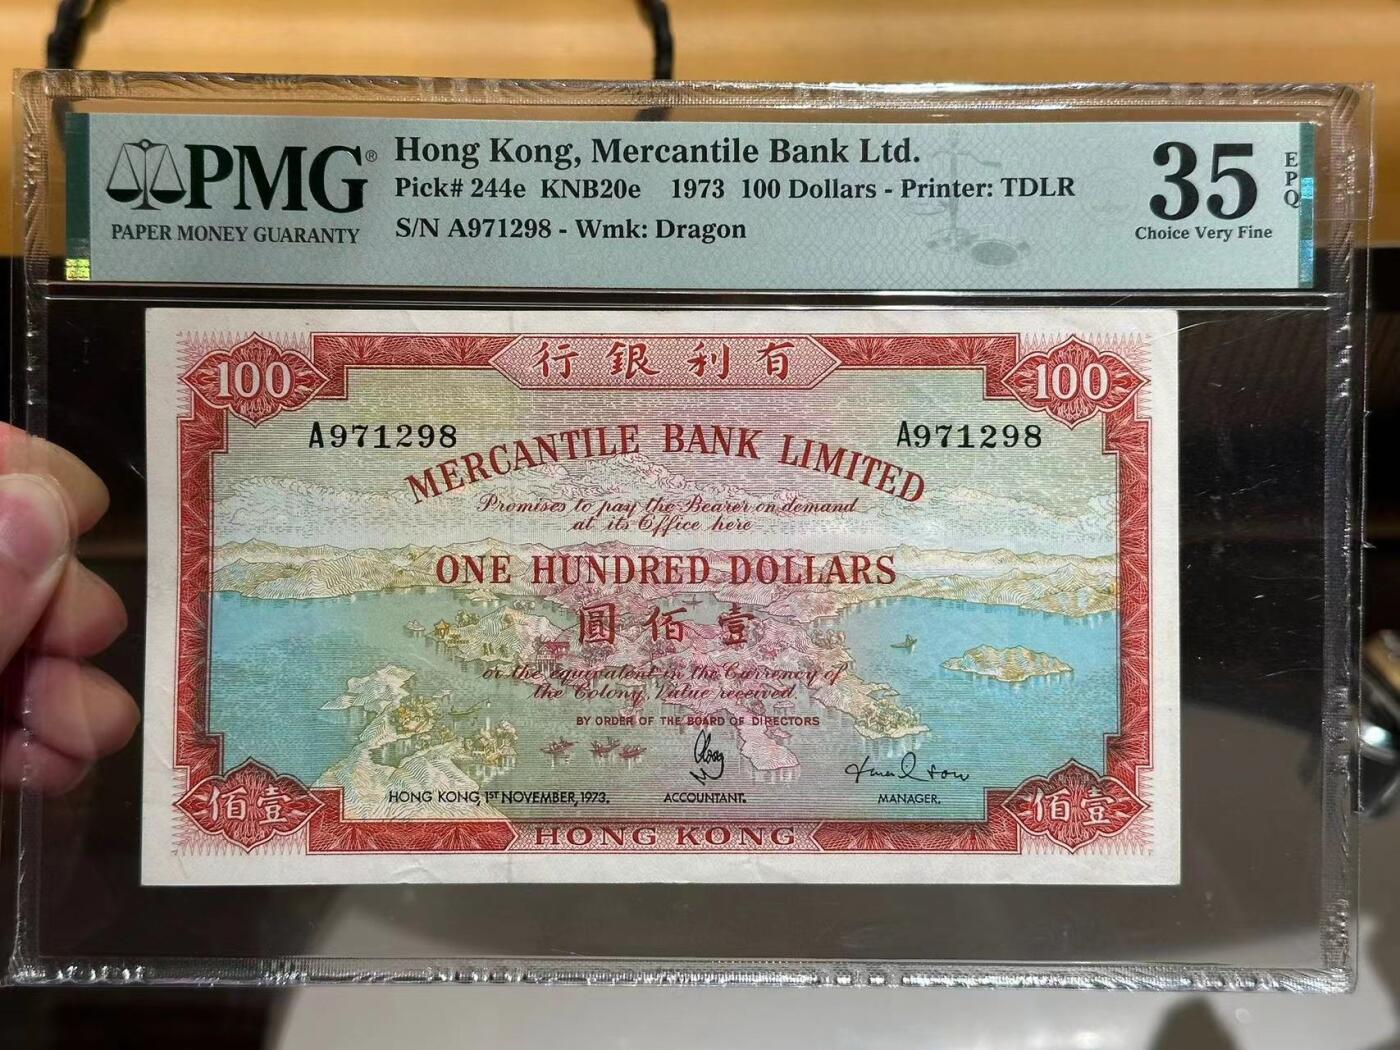 PMG®
PAPER MONEY GUARANTY
Hong Kong, Mercantile Bank Ltd.
Pick# 244e KNB20e 1973 100 Dollars - Printer: TDLR
S/N A971298 - Wmk: Dragon
35
EPQ
Choice Very Fine
100
行銀利有
100
A971298
A971298
MERCANTILE BANK LIMITED
Promises to pay the Bearer on demand
at its Office here
ONE HUNDRED DOLLARS
圓佰壹
or the equivalent in the Currency of
the Colony, Value received.
BY ORDER OF THE BOARD OF DIRECTORS
HONG KONG, 1ST NOVEMBER, 1973.
ACCOUNTANT.
MANAGER.
佰壹
HONG KONG
佰壹